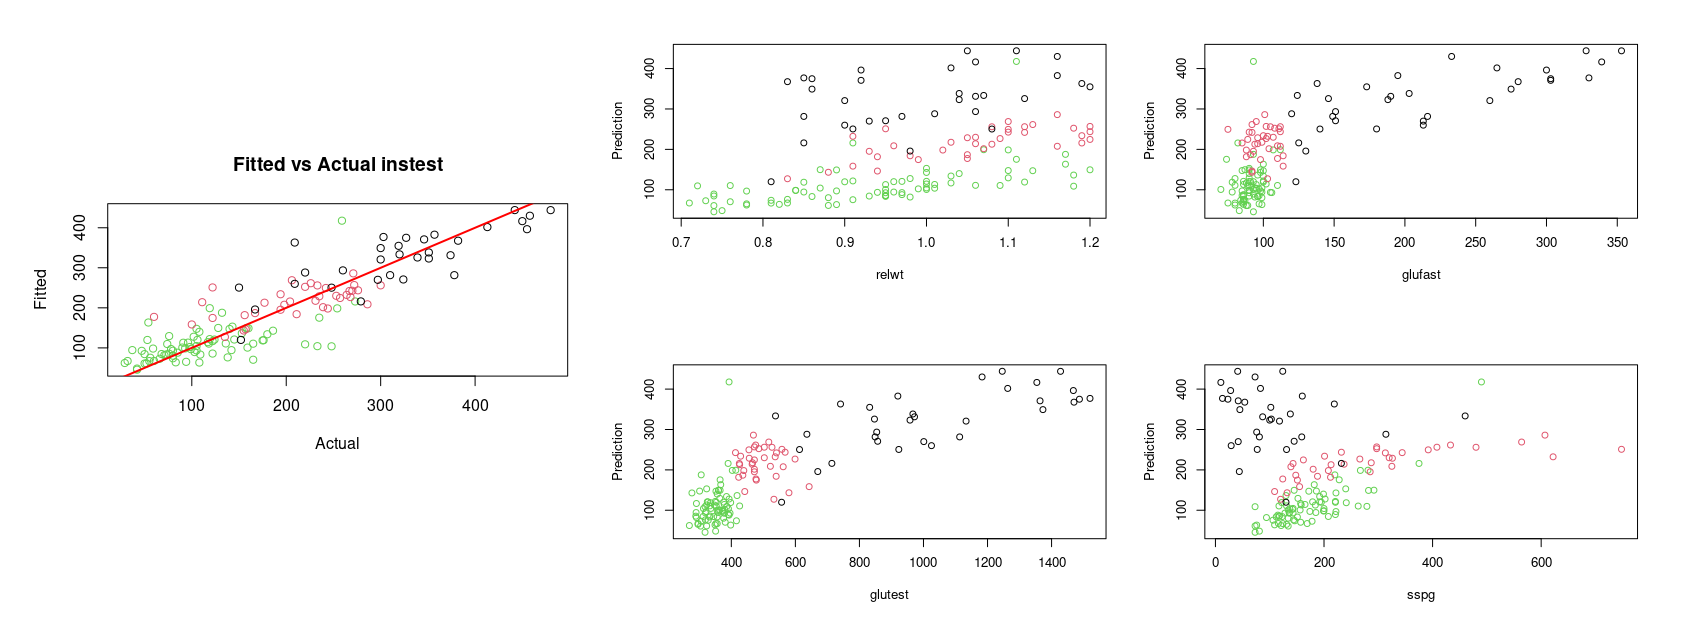 Fitted vs Actual instest
Fitted
400
300
200
100
100 200 300 400
Actual
Prediction
400
300
200
100
0.7 0.8 0.9 1.0 1.1 1.2
relwt
Prediction
400
300
200
100
100 150 200 250 300 350
glufast
Prediction
400
300
200
100
400 600 800 1000 1200 1400
glutest
Prediction
400
300
200
100
0 200 400 600
sspg